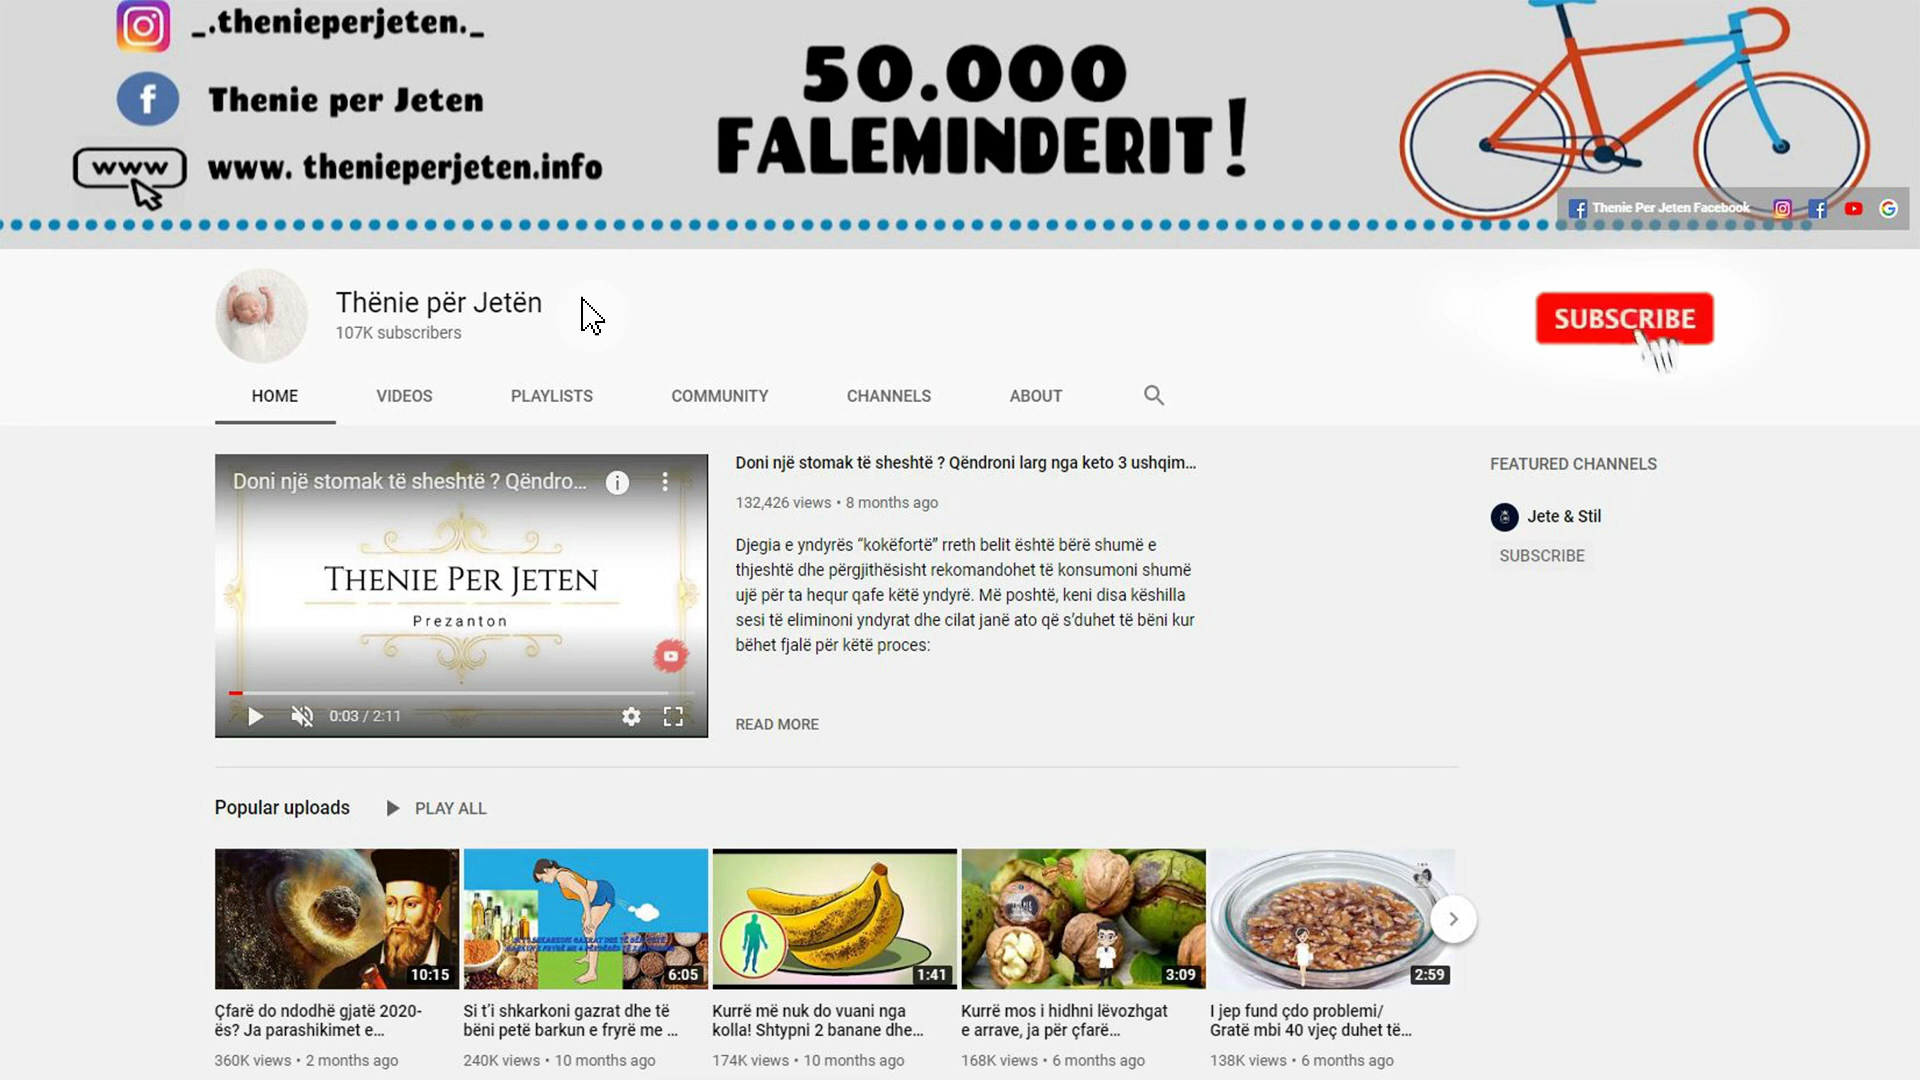 _.thenieperjeten._
Thenie per Jeten
www
www. thenieperjeten.info
50.000
FALEMINDERIT!
Thenie Per Jeten Facebook
Thënie për Jetën
107K subscribers
SUBSCRIBE
HOME
VIDEOS
PLAYLISTS
COMMUNITY
CHANNELS
ABOUT
Doni një stomak të sheshtë ? Qëndro...
THENIE PER JETEN
Prezanton
0:03 / 2:11
Doni një stomak të sheshtë ? Qëndroni larg nga keto 3 ushqim...
132,426 views • 8 months ago
Djegia e yndyrës “kokëfortë” rreth belit është bërë shumë e
thjeshtë dhe përgjithësisht rekomandohet të konsumoni shumë
ujë për ta hequr qafe këtë yndyrë. Më poshtë, keni disa këshilla
sesi të eliminoni yndyrat dhe cilat janë ato që s’duhet të bëni kur
bëhet fjalë për këtë proces:
READ MORE
FEATURED CHANNELS
Jete & Stil
SUBSCRIBE
Popular uploads
PLAY ALL
10:15
6:05
1:41
3:09
2:59
Çfarë do ndodhë gjatë 2020-
ës? Ja parashikimet e...
360K views • 2 months ago
Si t’i shkarkoni gazrat dhe të
bëni petë barkun e fryrë me ...
240K views • 10 months ago
Kurrë më nuk do vuani nga
kolla! Shtypni 2 banane dhe...
174K views • 10 months ago
Kurrë mos i hidhni lëvozhgat
e arrave, ja për çfarë...
168K views • 6 months ago
I jep fund çdo problemi/
Gratë mbi 40 vjeç duhet të...
138K views • 6 months ago